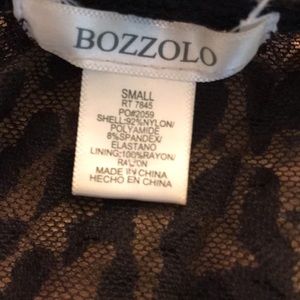 BOZZOLO
SMALL
RT 7845
PO#2059
SHELL:92%NYLON/
POLYAMIDE
8%SPANDEX/
ELASTANO
LINING:100%RAYON/
RAYON
MADE IN CHINA
HECHO EN CHINA